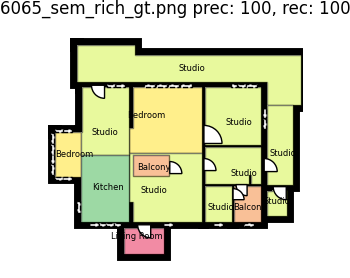 6065_sem_rich_gt.png prec: 100, rec: 100
Studio
Bedroom
Studio
Studio
Bedroom
Studio
Balcony
Studio
Kitchen
Studio
Studio
Balcony
Studio
Living Room